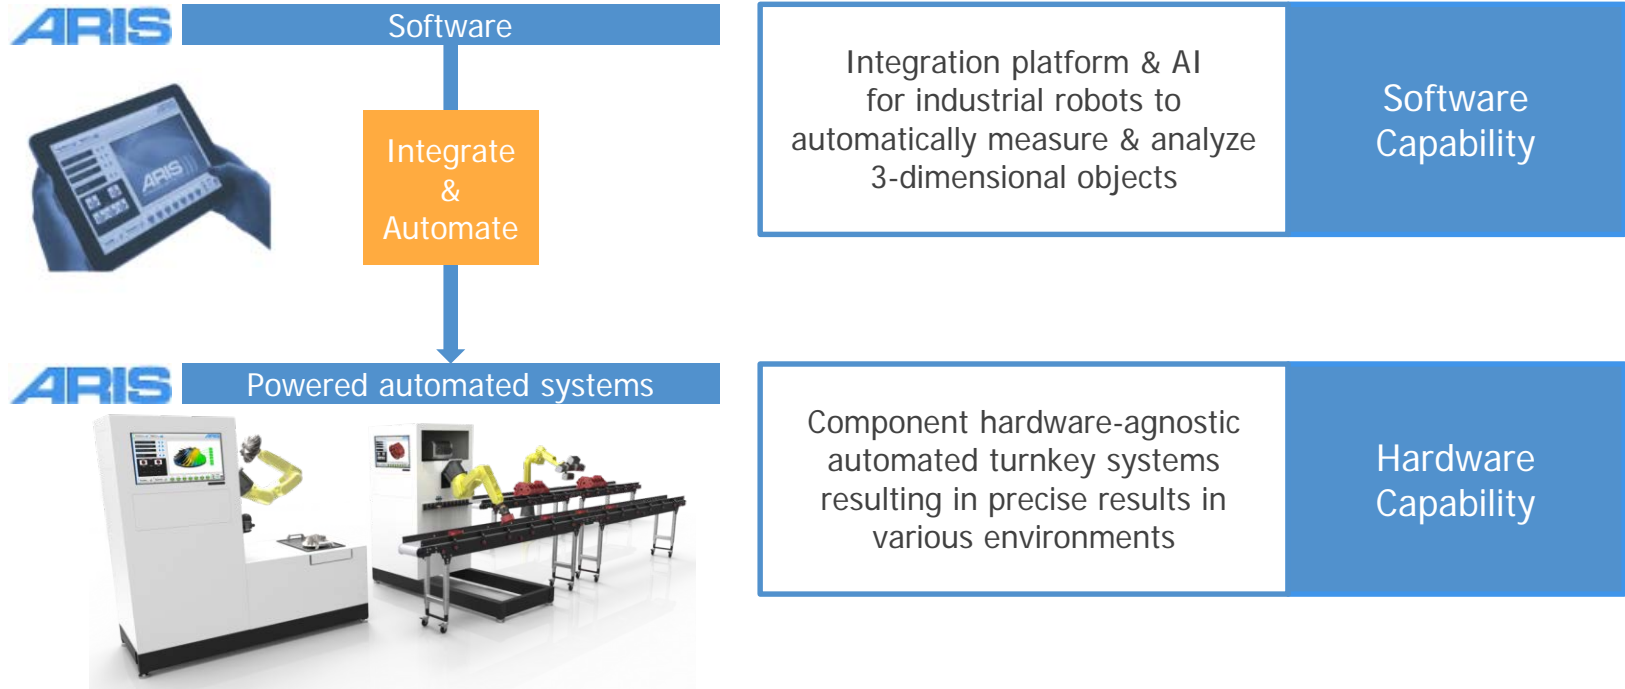 ARIS
Software
Integrate
&
Automate
ARIS
ARIS
Powered automated systems
Integration platform & AI
for industrial robots to
automatically measure & analyze
3-dimensional objects
Software
Capability
Component hardware-agnostic
automated turnkey systems
resulting in precise results in
various environments
Hardware
Capability